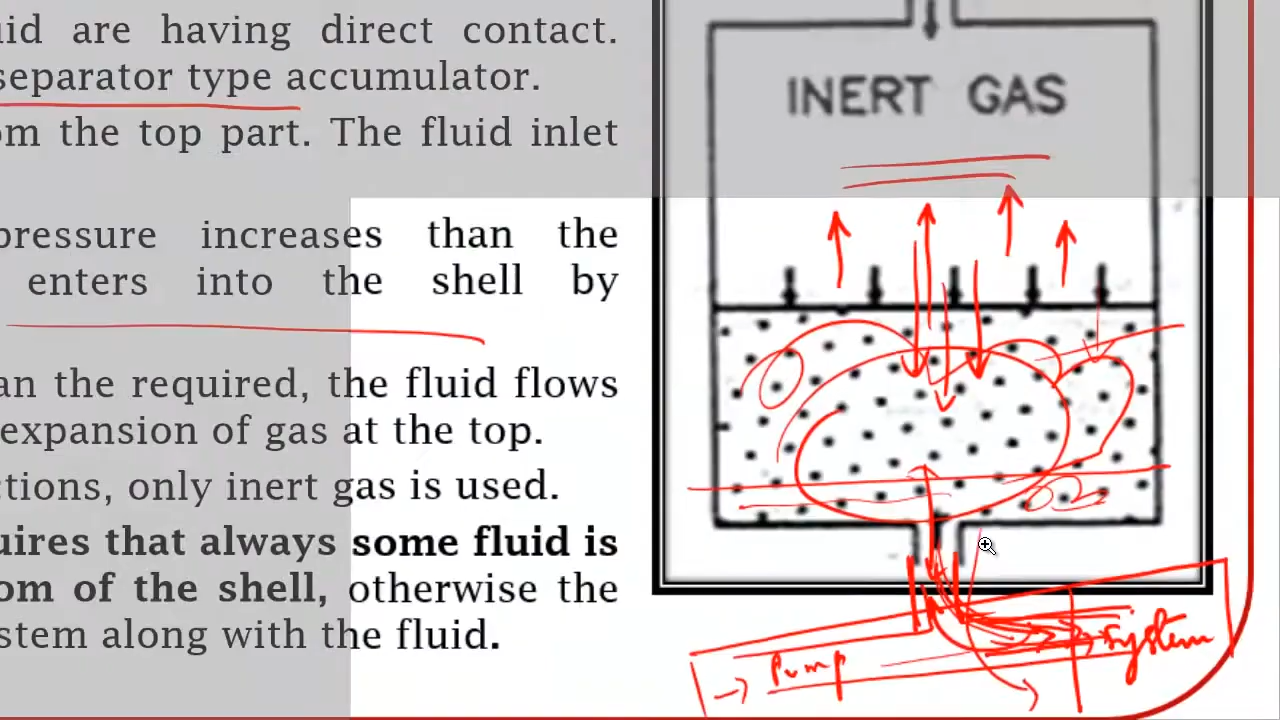 uid are having direct contact.
separator type accumulator.
om the top part. The fluid inlet
pressure increases than the
enters into the shell by
an the required, the fluid flows
expansion of gas at the top.
ctions, only inert gas is used.
uires that always some fluid is
om of the shell, otherwise the
stem along with the fluid.
INERT GAS
Pump
system